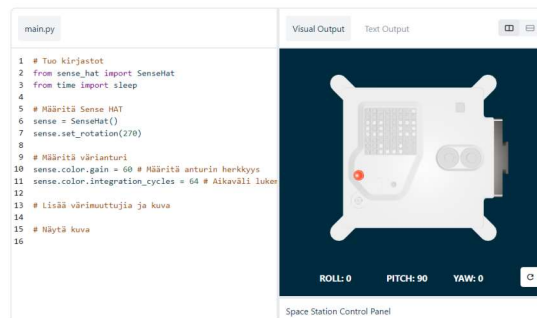 main.py
1 # Tuo kirjastot
2 from sense_hat import SenseHat
3 from time import sleep
4
5 # Määritä Sense HAT
6 sense = SenseHat()
7 sense.set_rotation(270)
8
9 # Määritä värianturi
10 sense.color.gain = 60 # Määritä anturin herkkyys
11 sense.color.integration_cycles = 64 # Aikaväli luken
12
13 # Lisää värimuuttujia ja kuva
14
15 # Näytä kuva
16
Visual Output Text Output
ROLL: 0 PITCH: 90 YAW: 0
Space Station Control Panel